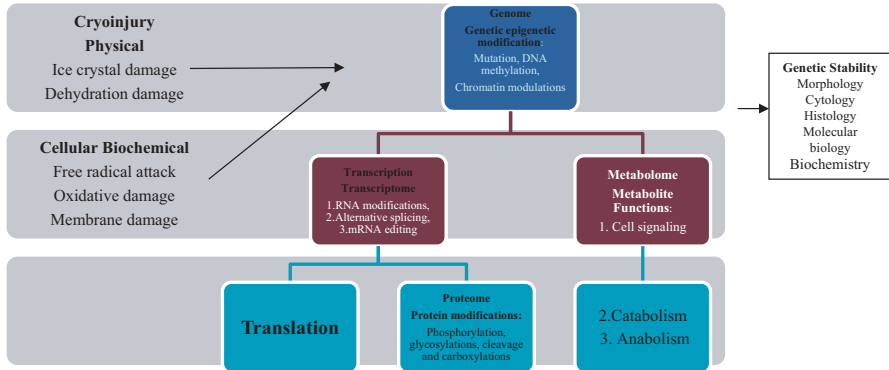 Cryoinjury
Physical
Ice crystal damage
Dehydration damage
Cellular Biochemical
Free radical attack
Oxidative damage
Membrane damage
Genome
Genetic epigenetic
modification:
Mutation, DNA
methylation,
Chromatin modulations
Transcription
Transcriptome
1.RNA modifications,
2.Alternative splicing,
3.mRNA editing
Metabolome
Metabolite
Functions:
1. Cell signaling
Translation
Proteome
Protein modifications:
Phosphorylation,
glycosylations, cleavage
and carboxylations
2.Catabolism
3. Anabolism
Genetic Stability
Morphology
Cytology
Histology
Molecular
biology
Biochemistry